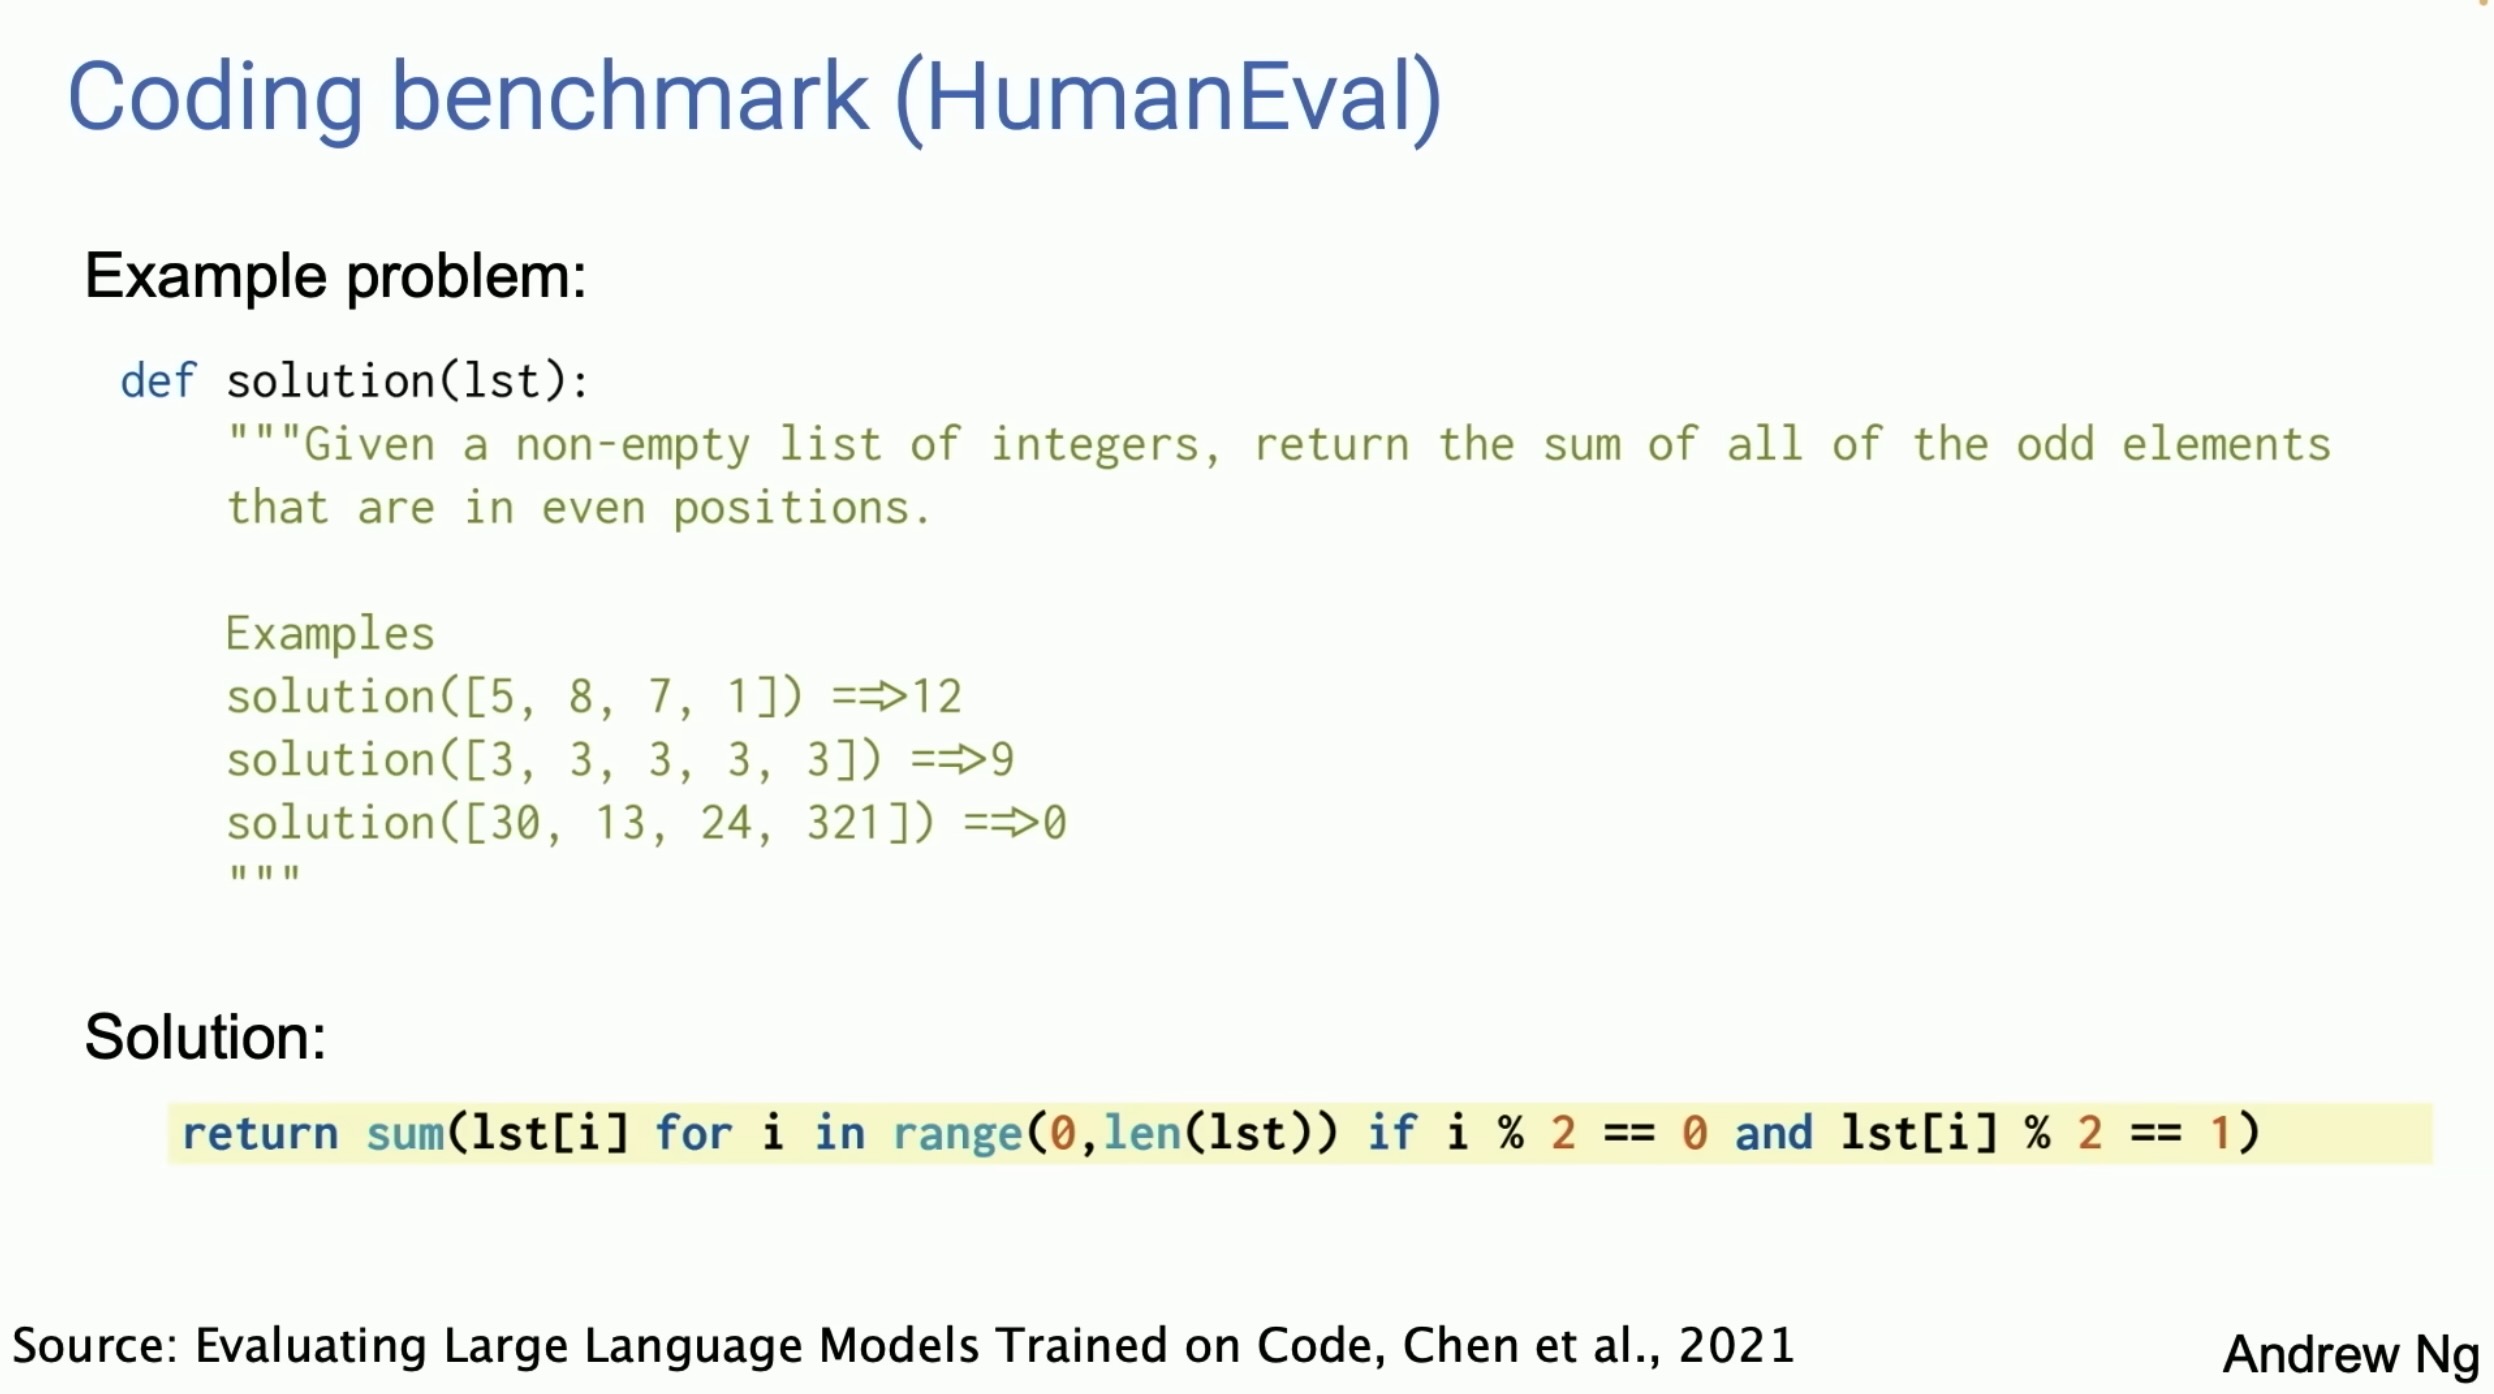 Coding benchmark (HumanEval)
Example problem:
def solution(lst):
"""Given a non-empty list of integers, return the sum of all of the odd elements
that are in even positions.
Examples
solution([5, 8, 7, 1]) ==>12
solution([3, 3, 3, 3, 3]) ==>9
solution([30, 13, 24, 321]) ==>0
"""
Solution:
return sum(lst[i] for i in range(0,len(lst)) if i % 2 == 0 and lst[i] % 2 == 1)
Source: Evaluating Large Language Models Trained on Code, Chen et al., 2021
Andrew Ng